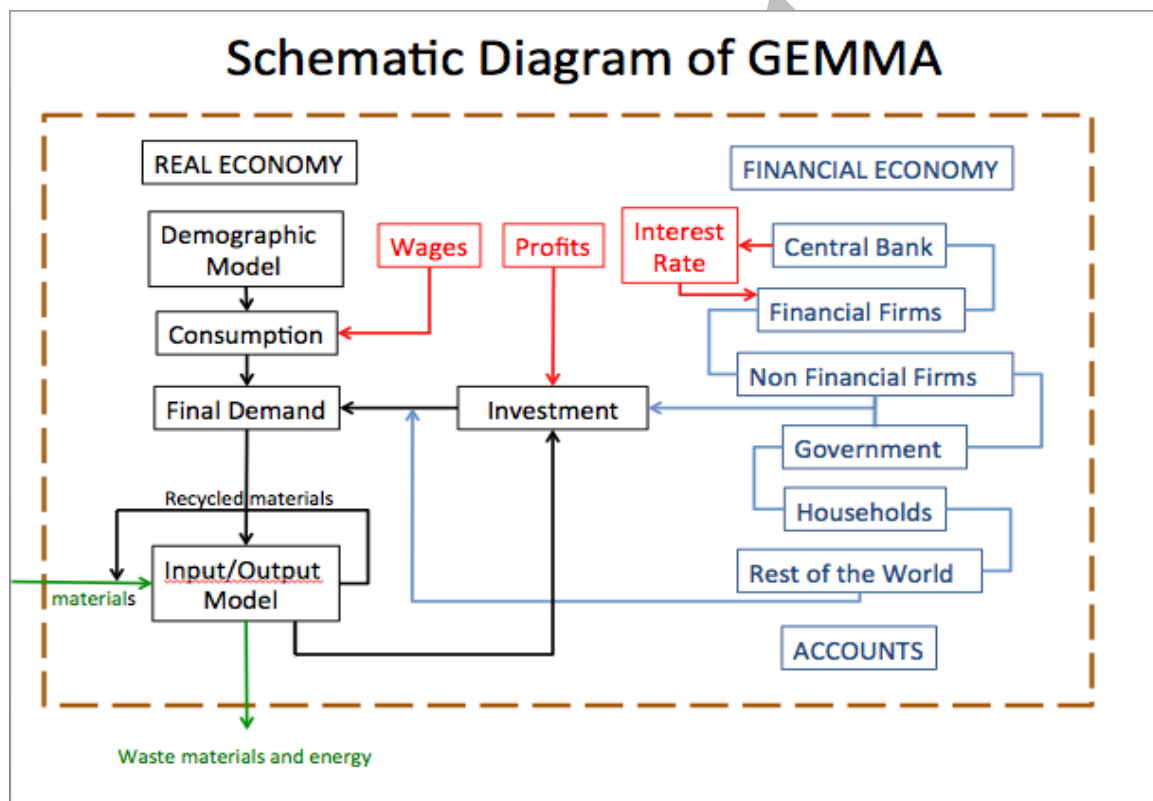 Schematic Diagram of GEMMA
REAL ECONOMY
FINANCIAL ECONOMY
Demographic
Model
Wages
Profits
Interest
Rate
Central Bank
Consumption
Financial Firms
Final Demand
Investment
Non Financial Firms
Government
Recycled materials
Households
Input/Output
Model
materials
Rest of the World
ACCOUNTS
Waste materials and energy